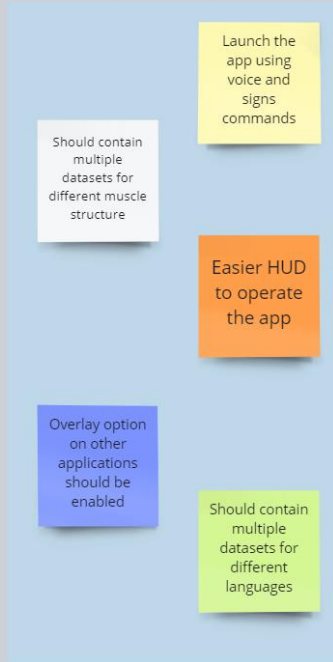 Launch the
app using
voice and
signs
commands
Should contain
multiple
datasets for
different muscle
structure
Easier HUD
to operate
the app
Overlay option
on other
applications
should be
enabled
Should contain
multiple
datasets for
different
languages